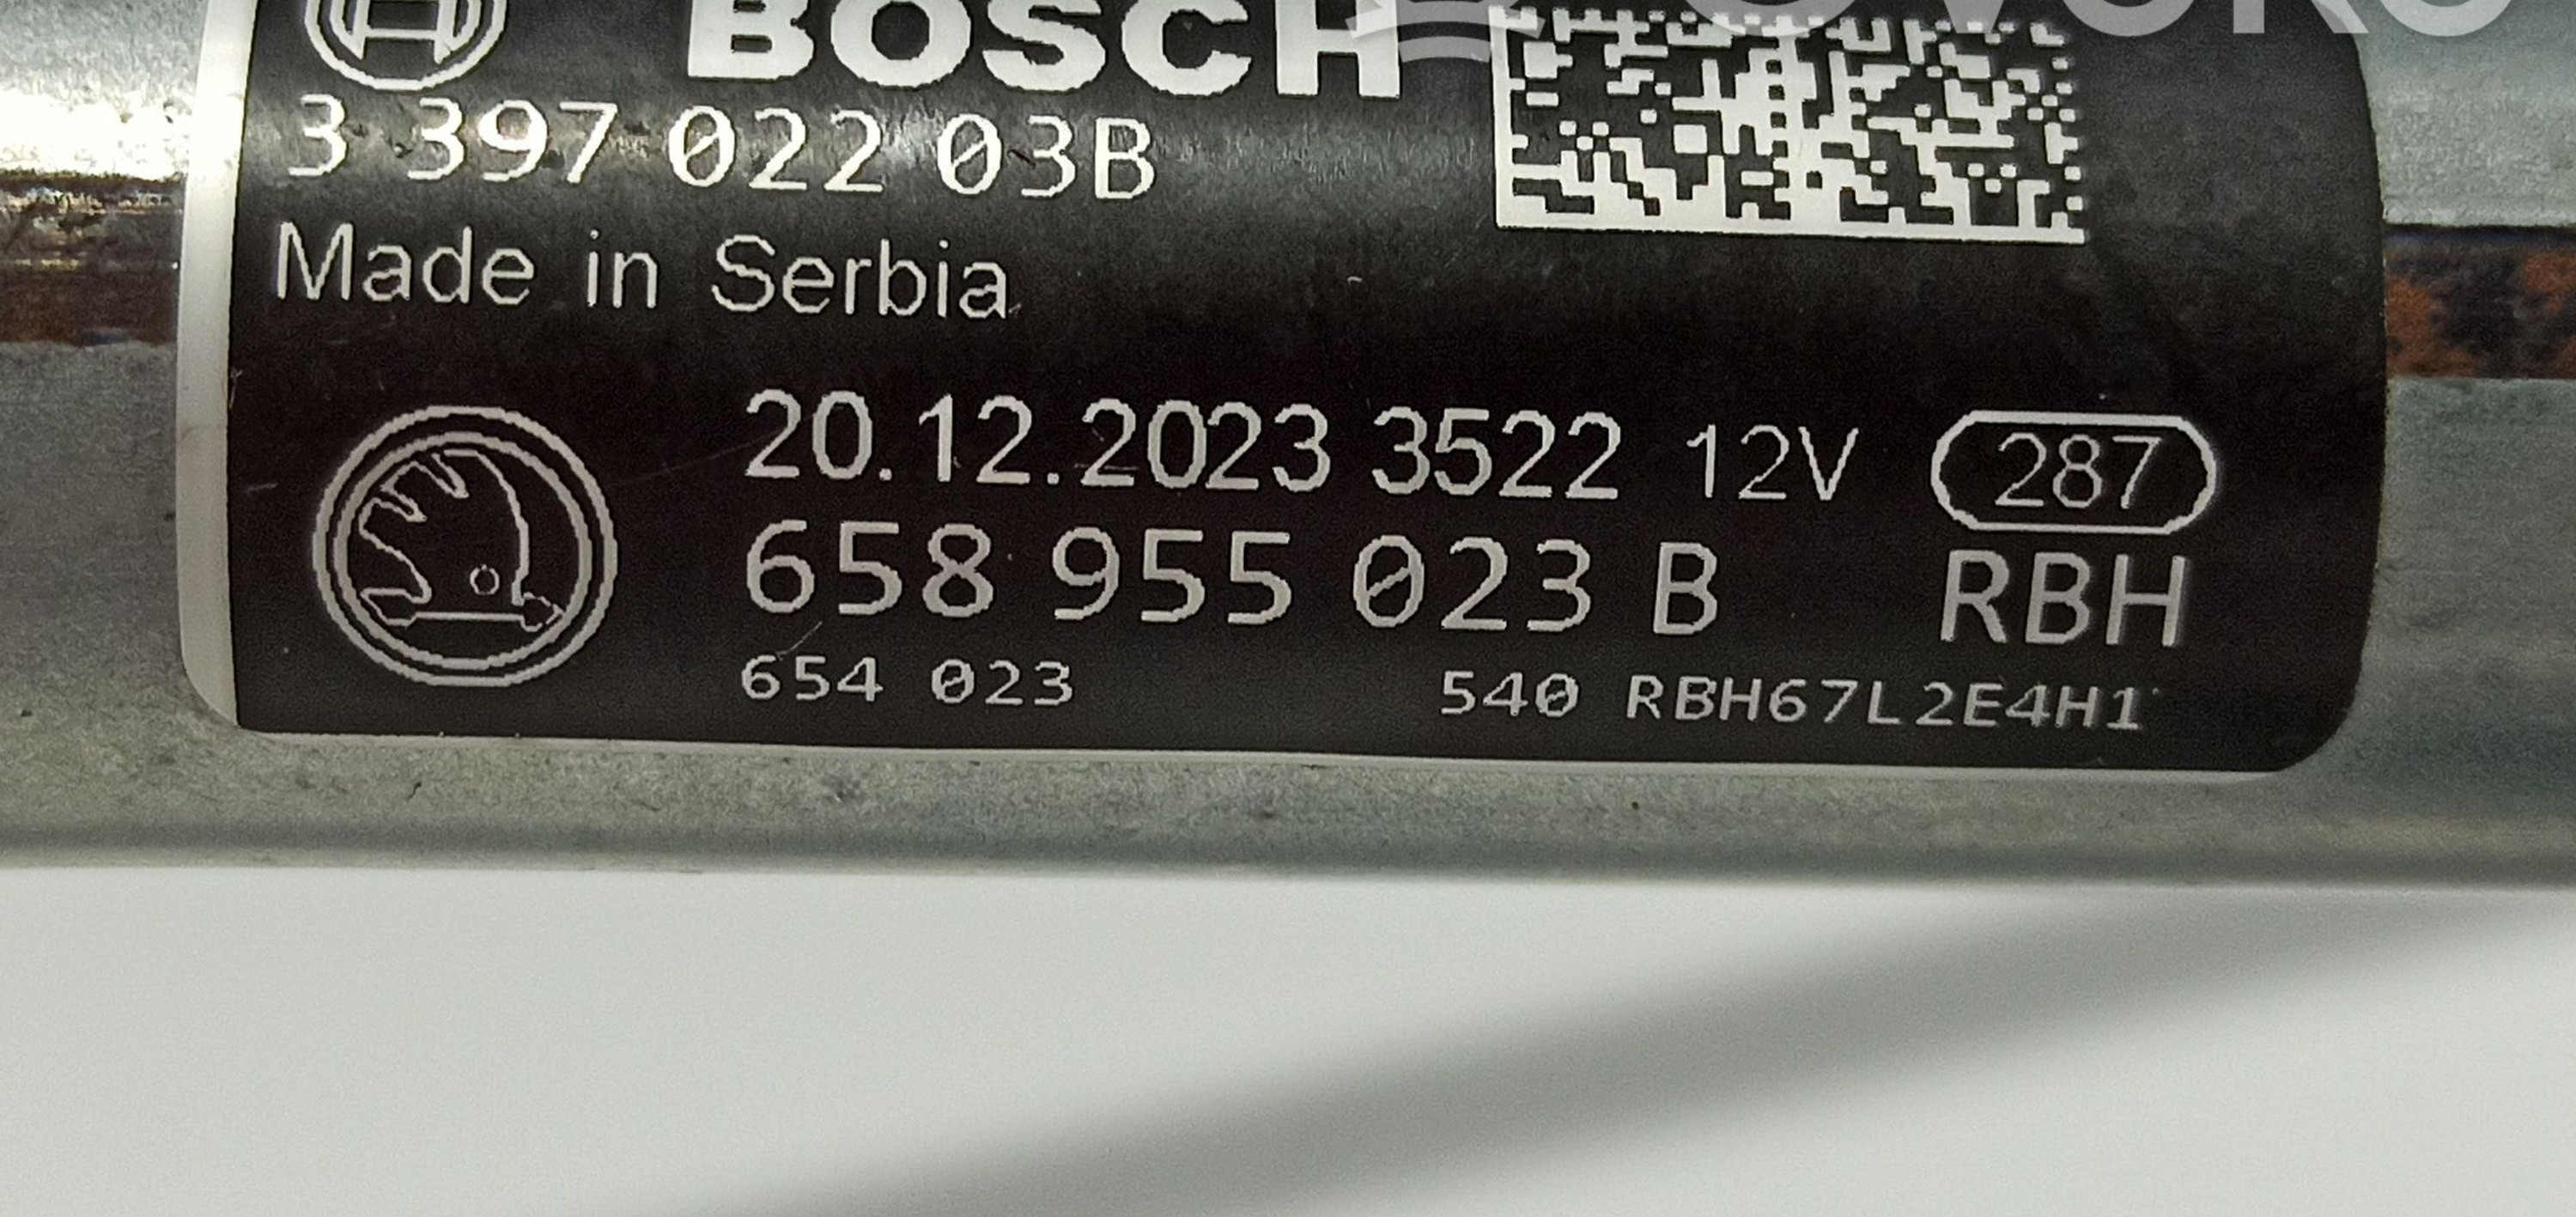 BOSCH
3 397 022 03B
Made in Serbia
20.12.2023 3522 12V 287
658 955 023 B RBH
654 023 540 RBH67L2E4H1